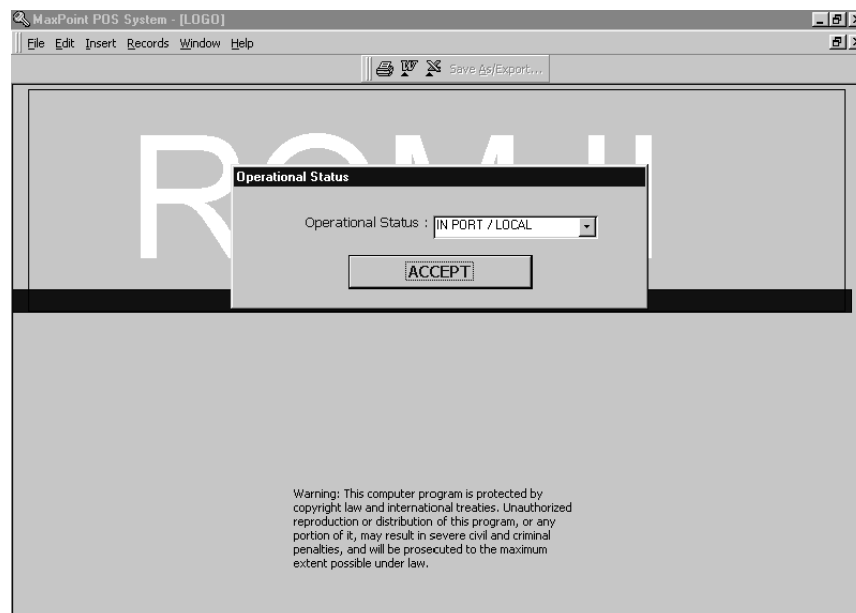 MaxPoint POS System - [LOGO]
File Edit Insert Records Window Help
Save As/Export...
Operational Status
Operational Status : IN PORT / LOCAL
ACCEPT
Warning: This computer program is protected by
copyright law and international treaties. Unauthorized
reproduction or distribution of this program, or any
portion of it, may result in severe civil and criminal
penalties, and will be prosecuted to the maximum
extent possible under law.